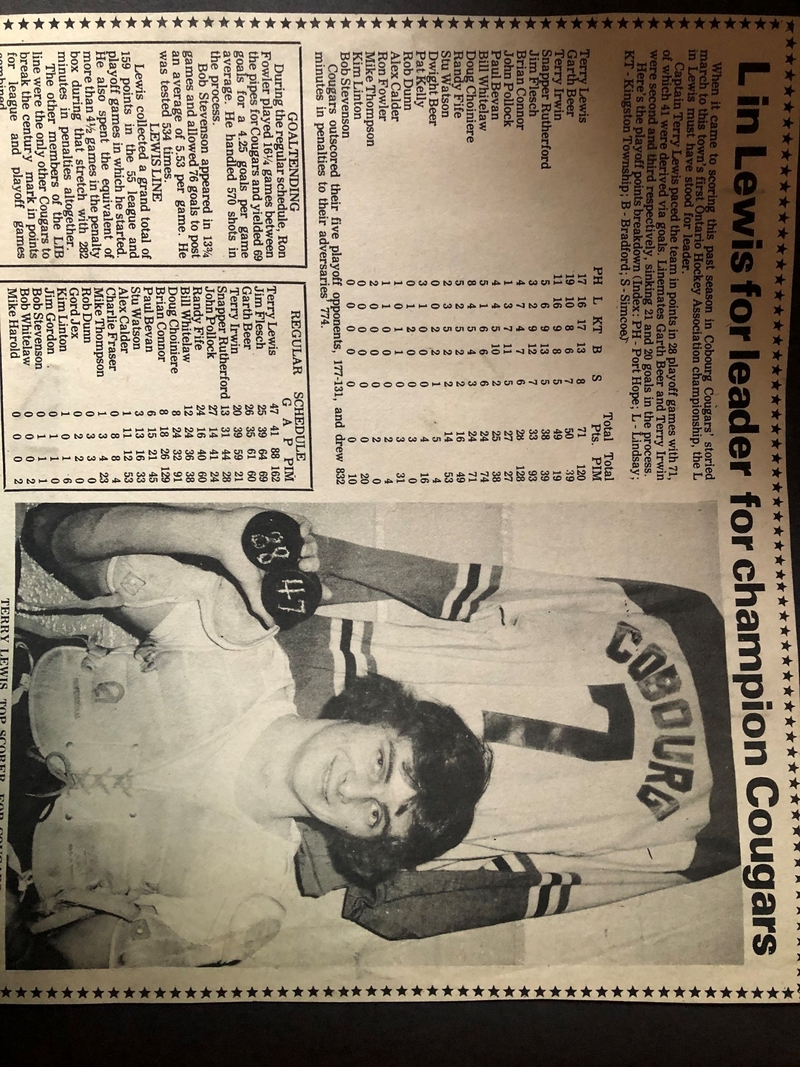 L in Lewis for leader for champion Cougars
When it came to scoring this past season in Cobourg Cougars' storied
march to this town's first Ontario Hockey Association championship, the L
in Lewis must have stood for leader.
Captain Terry Lewis paced the team in points in 28 playoff games with 71,
of which 41 were derived via goals. Linemates Garth Beer and Terry Irwin
were second and third respectively, sinking 21 and 20 goals in the process.
Here's the playoff points breakdown (Index: PH - Port Hope; L - Lindsay;
KT - Kingston Township; B - Bradford; S - Simcoe)
Total Total
PH L KT B S Pts. PIM
Terry Lewis 17 16 17 13 8 71 120
Garth Beer 19 10 8 6 7 50 39
Terry Irwin 11 16 9 8 5 49 19
Snapper Rutherford 5 6 9 13 5 38 39
Jim Flesch 3 2 9 12 7 33 93
Brian Connor 4 7 4 7 6 28 128
John Pollock 1 3 7 11 5 27 27
Paul Bevan 4 4 5 10 2 25 38
Bill Whitelaw 5 1 6 6 6 24 74
Doug Choiniere 8 4 5 4 3 24 71
Randy Fife 5 2 5 2 2 16 49
Stu Watson 2 3 2 5 2 14 53
Dwight Beer 0 0 2 2 1 5 4
Pat Kelly 3 1 0 0 0 4 16
Rob Dunn 0 1 2 0 0 3 0
Alex Calder 1 0 1 1 0 3 31
Ron Fowler 1 1 0 0 0 2 4
Mike Thompson 2 0 0 0 0 2 0
Kim Linton 0 0 0 0 0 0 20
Bob Stevenson 0 0 0 0 0 0 10
Cougars outscored their five playoff opponents, 177-131, and drew 832
minutes in penalties to their adversaries' 774.
GOALTENDING
During the regular schedule, Ron
Fowler played 16¼ games between
the pipes for Cougars and yielded 69
goals for a 4.25 goals per game
average. He handled 570 shots in
the process.
Bob Stevenson appeared in 13¾
games and allowed 76 goals to post
an average of 5.53 per game. He
was tested 534 times.
LEWIS LINE
Lewis collected a grand total of
159 points in the 55 league and
playoff games in which he started.
He also spent the equivalent of
more than 4½ games in the penalty
box during that stretch with 282
minutes in penalties altogether.
The other members of the LIB
line were the only other Cougars to
break the century mark in points
for league and playoff games
combined
REGULAR SCHEDULE
G A P PIM
Terry Lewis 47 41 88 162
Jim Flesch 25 39 64 69
Garth Beer 26 35 61 60
Terry Irwin 20 39 59 21
Snapper Rutherford 13 31 44 28
John Pollock 27 14 41 24
Randy Fife 24 16 40 60
Bill Whitelaw 12 24 36 38
Doug Choiniere 8 24 32 91
Brian Connor 8 18 26 129
Paul Bevan 6 15 21 45
Stu Watson 3 13 16 33
Alex Calder 1 11 12 53
Charlie Fraser 0 8 8 4
Mike Thompson 1 3 4 23
Rob Dunn 0 3 3 0
Gord Jex 0 2 2 0
Kim Linton 1 0 1 6
Jim Gordon 0 1 1 0
Bob Stevenson 0 1 1 1
Bob Whitelaw 0 1 1 0
Mike Harold 0 0 0 2
COBOURG
7
88
47
TERRY LEWIS, TOP SCORER FOR COUGARS